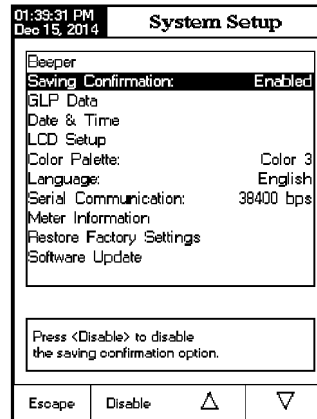 01:39:31 PM
Dec 15, 2014
System Setup
Beeper
Saving Confirmation: Enabled
GLP Data
Date & Time
LCD Setup
Color Palette: Color 3
Language: English
Serial Communication: 38400 bps
Meter Information
Restore Factory Settings
Software Update
Press <Disable> to disable
the saving confirmation option.
Escape Disable